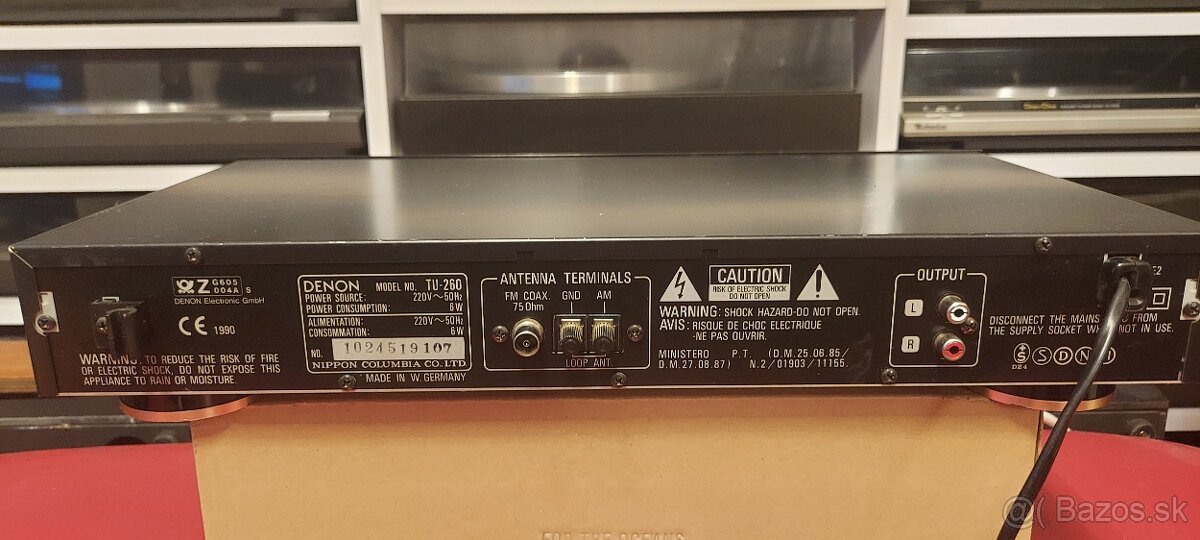 Z G605
004A S
DENON Electronic GmbH
CE 1990
WARNING: TO REDUCE THE RISK OF FIRE
OR ELECTRIC SHOCK, DO NOT EXPOSE THIS
APPLIANCE TO RAIN OR MOISTURE.
DENON MODEL NO. TU-260
POWER SOURCE: 220V~50Hz
POWER CONSUMPTION: 6W
ALIMENTATION: 220V~50Hz
CONSOMMATION: 6W
NO. 1024519107
NIPPON COLUMBIA CO. LTD
MADE IN W. GERMANY
ANTENNA TERMINALS
FM COAX. GND AM
75 Ohm
LOOP ANT.
CAUTION
RISK OF ELECTRIC SHOCK
DO NOT OPEN
WARNING: SHOCK HAZARD-DO NOT OPEN.
AVIS: RISQUE DE CHOC ELECTRIQUE
-NE PAS OUVRIR.
MINISTERO P.T. (D.M.25.06.85/
D.M.27.08.87) N.2/01903/11155.
OUTPUT
L
R
DISCONNECT THE MAINS FROM
THE SUPPLY SOCKET WHEN NOT IN USE.
S D N
DZ4
@( Bazos.sk